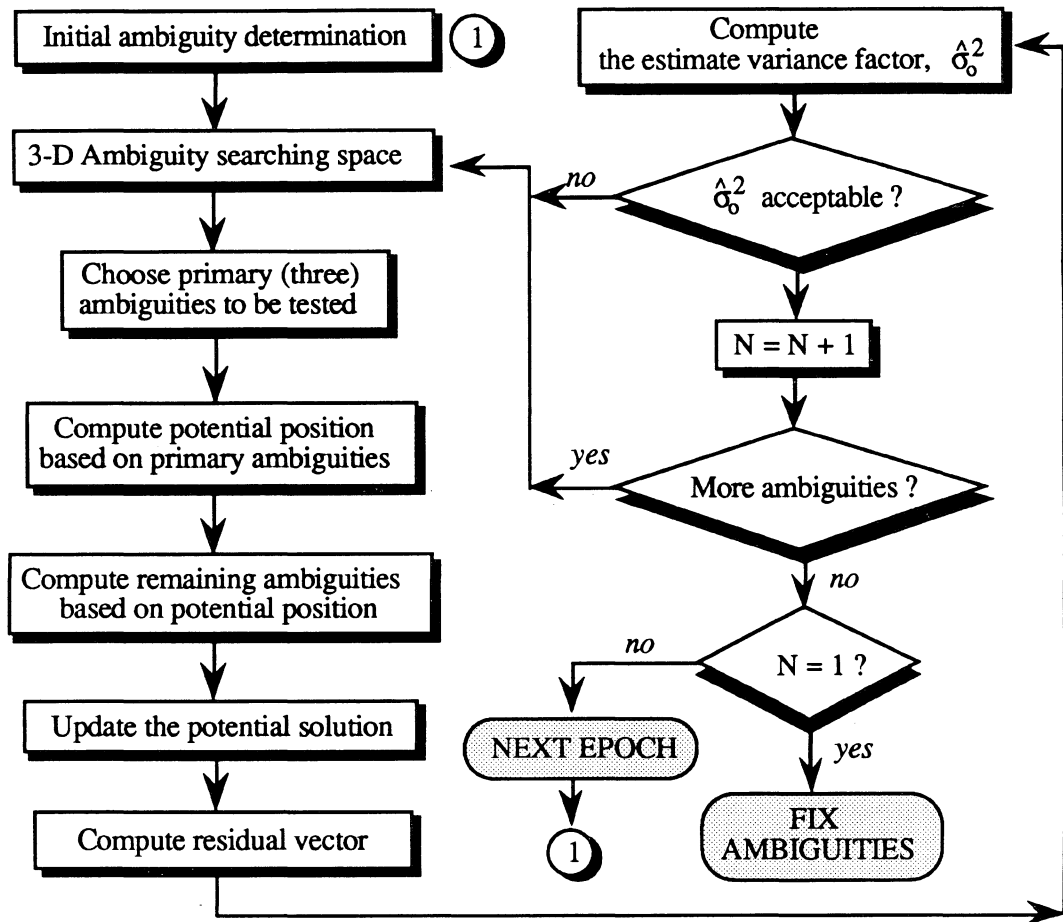 Initial ambiguity determination
1
3-D Ambiguity searching space
Choose primary (three)
ambiguities to be tested
Compute potential position
based on primary ambiguities
Compute remaining ambiguities
based on potential position
Update the potential solution
Compute residual vector
Compute
the estimate variance factor, σ̂₀²
no
σ̂₀² acceptable ?
N = N + 1
yes
More ambiguities ?
no
no
N = 1 ?
NEXT EPOCH
yes
1
FIX
AMBIGUITIES